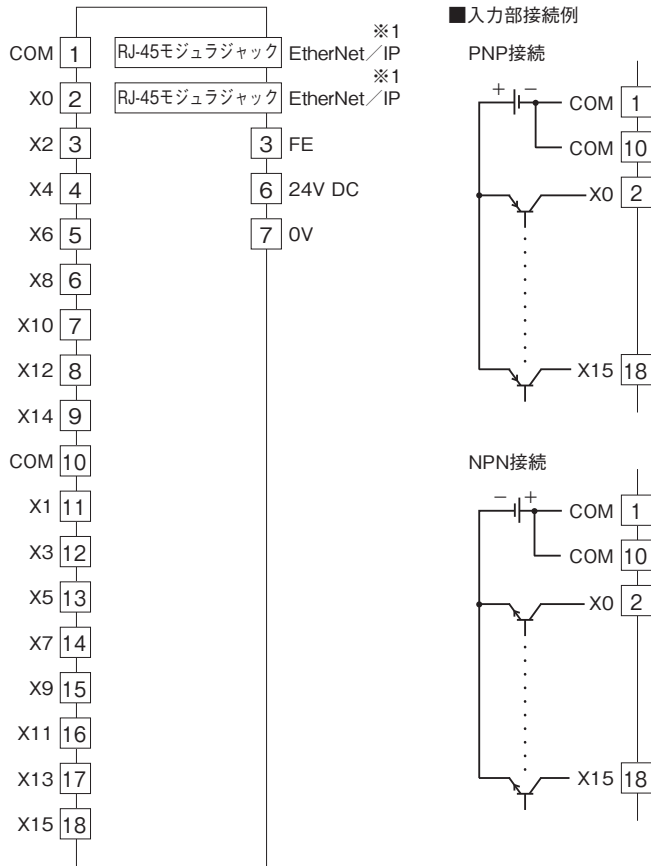 COM 1 RJ-45モジュラジャック EtherNet／IP ※1
X0 2 RJ-45モジュラジャック EtherNet／IP ※1
X2 3 3 FE
X4 4 6 24V DC
X6 5 7 0V
X8 6
X10 7
X12 8
X14 9
COM 10
X1 11
X3 12
X5 13
X7 14
X9 15
X11 16
X13 17
X15 18
■入力部接続例
PNP接続
+ −
COM 1
COM 10
X0 2
X15 18
NPN接続
− +
COM 1
COM 10
X0 2
X15 18